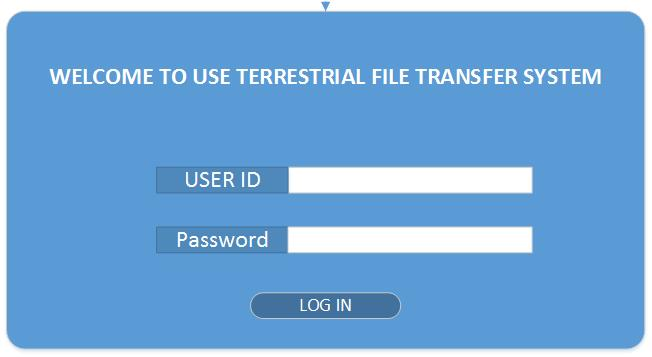 WELCOME TO USE TERRESTRIAL FILE TRANSFER SYSTEM
USER ID
Password
LOG IN